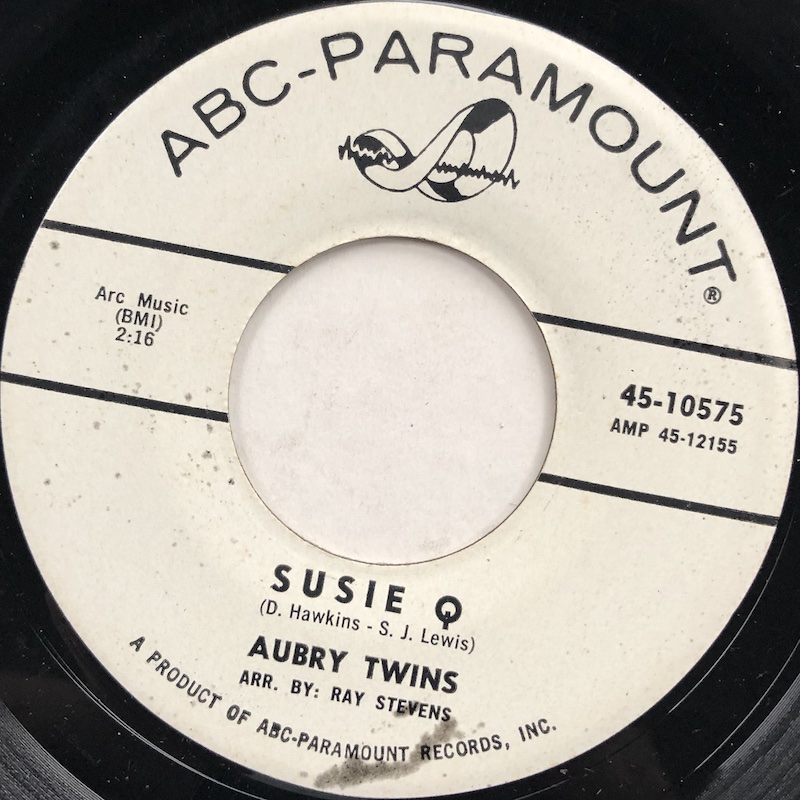 ABC-PARAMOUNT®
Arc Music
(BMI)
2:16
45-10575
AMP 45-12155
SUSIE Q
(D. Hawkins - S. J. Lewis)
AUBRY TWINS
ARR. BY: RAY STEVENS
A PRODUCT OF ABC-PARAMOUNT RECORDS, INC.